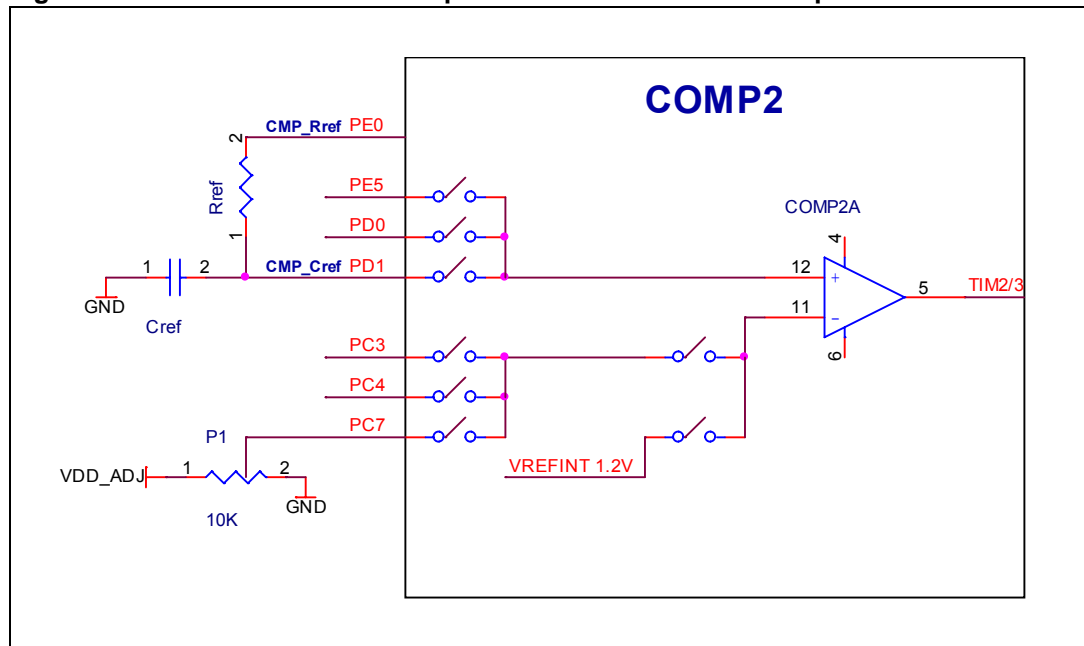 COMP2
CMP_Rref PE0
2
Rref
1
PE5
PD0
CMP_Cref PD1
1 2
GND
Cref
COMP2A
4
12 +
5 TIM2/3
11 -
6
PC3
PC4
PC7
P1
VDD_ADJ 1 2
GND
10K
VREFINT 1.2V